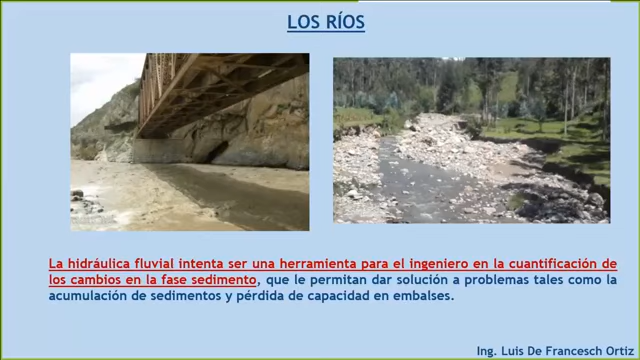 LOS RÍOS
La hidráulica fluvial intenta ser una herramienta para el ingeniero en la cuantificación de
los cambios en la fase sedimento, que le permitan dar solución a problemas tales como la
acumulación de sedimentos y pérdida de capacidad en embalses.
Ing. Luis De Francesch Ortiz